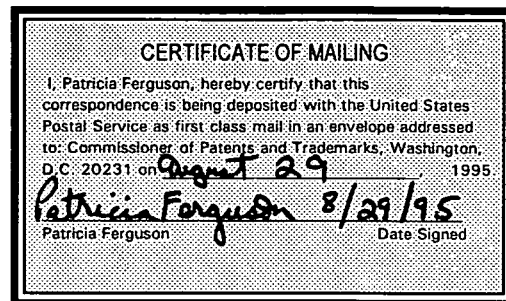 CERTIFICATE OF MAILING
I, Patricia Ferguson, hereby certify that this
correspondence is being deposited with the United States
Postal Service as first class mail in an envelope addressed
to: Commissioner of Patents and Trademarks, Washington,
D.C. 20231 on August 29, 1995.
Patricia Ferguson 8/29/95
Patricia Ferguson Date Signed